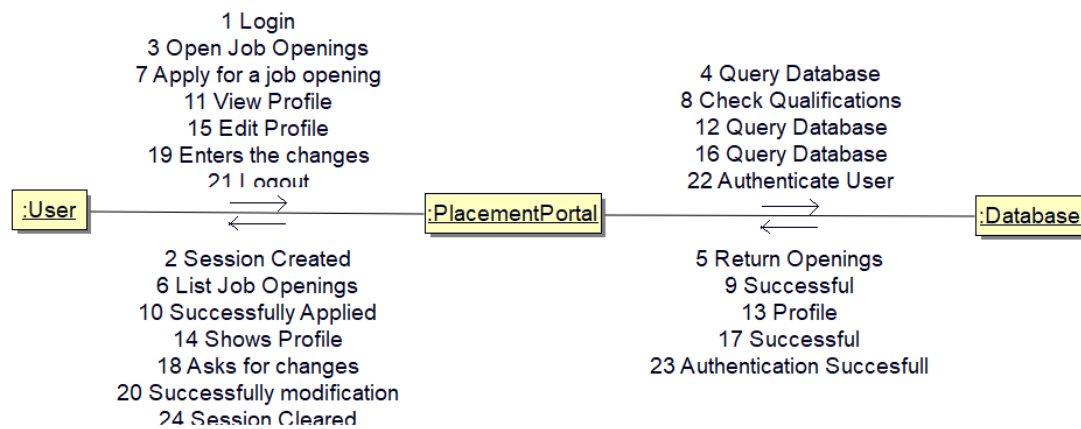 1 Login
3 Open Job Openings
7 Apply for a job opening
11 View Profile
15 Edit Profile
19 Enters the changes
21 Logout
4 Query Database
8 Check Qualifications
12 Query Database
16 Query Database
22 Authenticate User
:User
:PlacementPortal
:Database
2 Session Created
6 List Job Openings
10 Successfully Applied
14 Shows Profile
18 Asks for changes
20 Successfully modification
24 Session Cleared
5 Return Openings
9 Successful
13 Profile
17 Successful
23 Authentication Succesfull